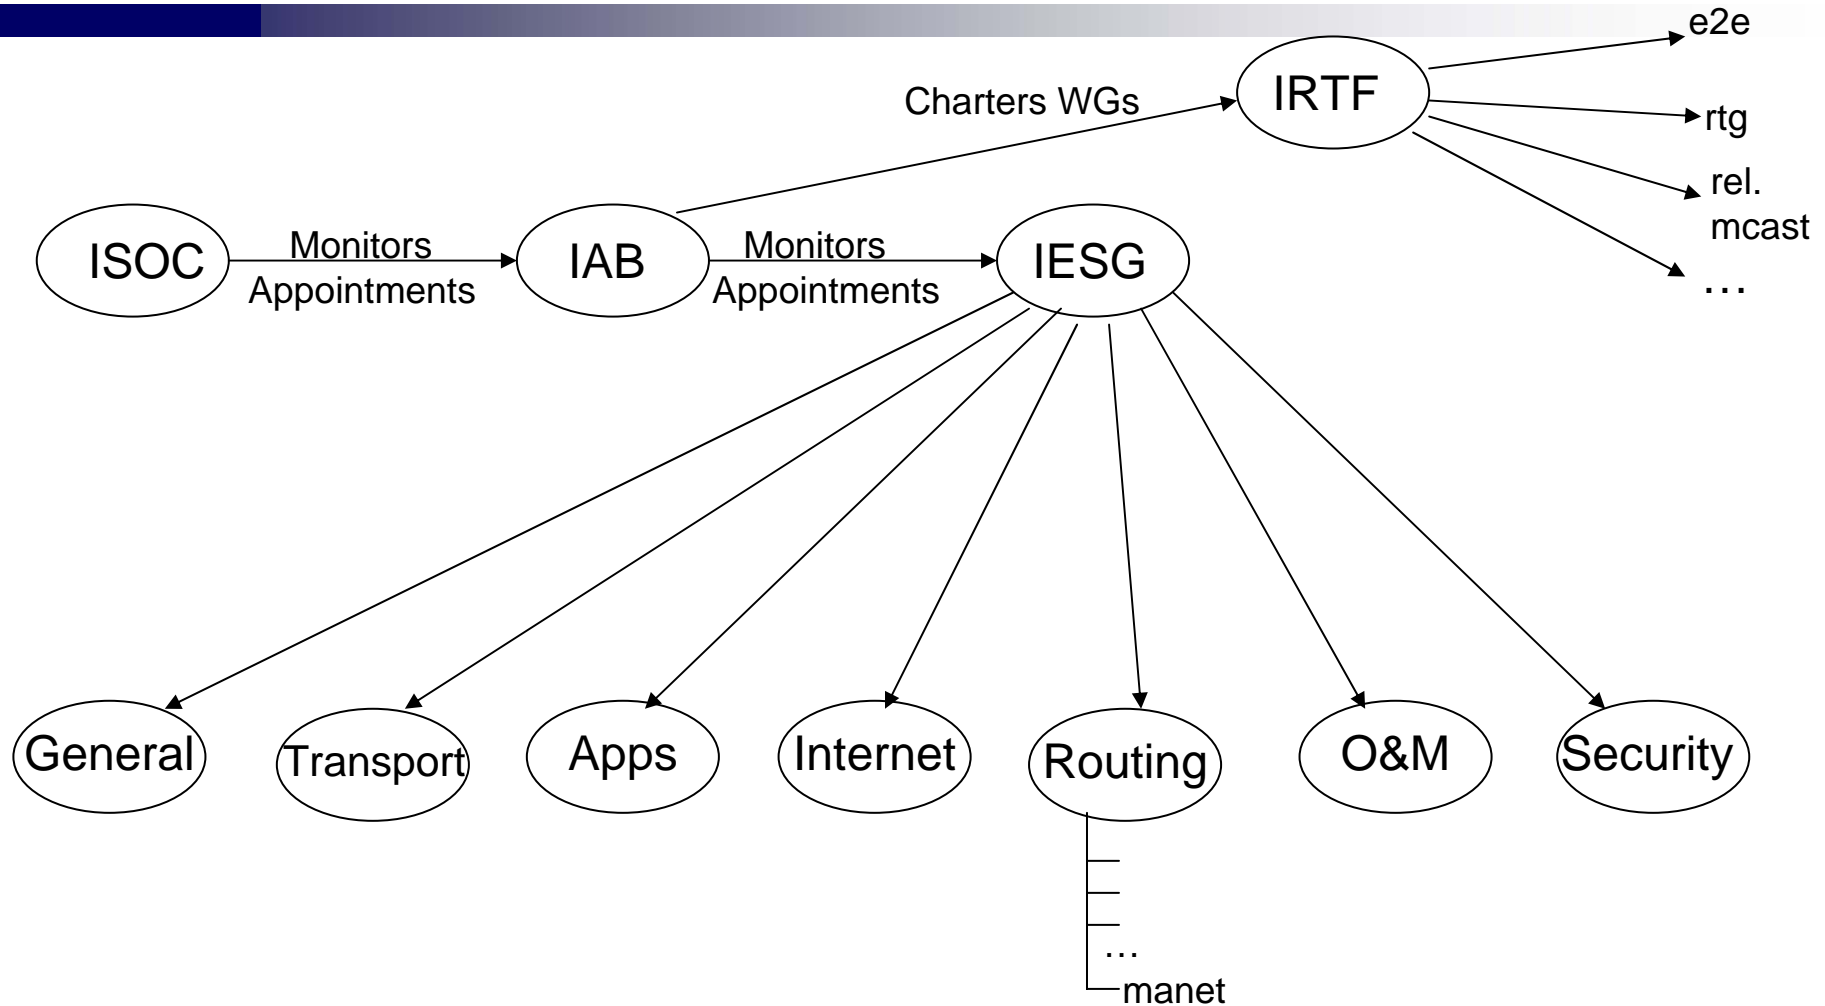 e2e
Charters WGs
IRTF
rtg
rel.
mcast
…
ISOC
Monitors
Appointments
IAB
Monitors
Appointments
IESG
General
Transport
Apps
Internet
Routing
O&M
Security
…
manet